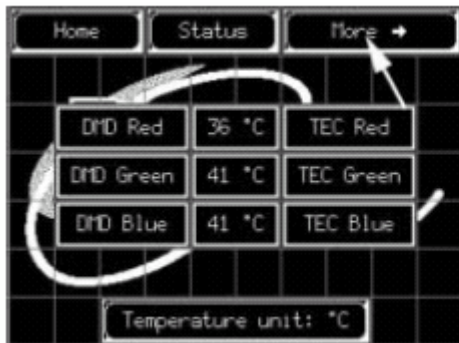 Home Status More →
DMD Red 36 °C TEC Red
DMD Green 41 °C TEC Green
DMD Blue 41 °C TEC Blue
Temperature unit: °C